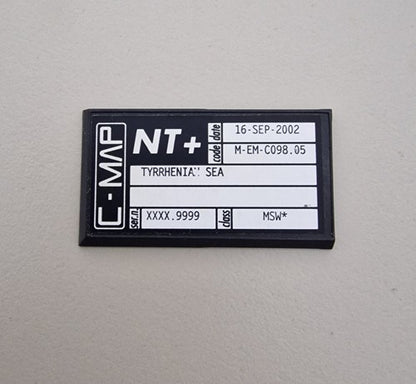 C-MAP
NT+
date 16-SEP-2002
code M-EM-C098.05
TYRRHENIAN SEA
ser.n. XXXX.9999 class MSW*